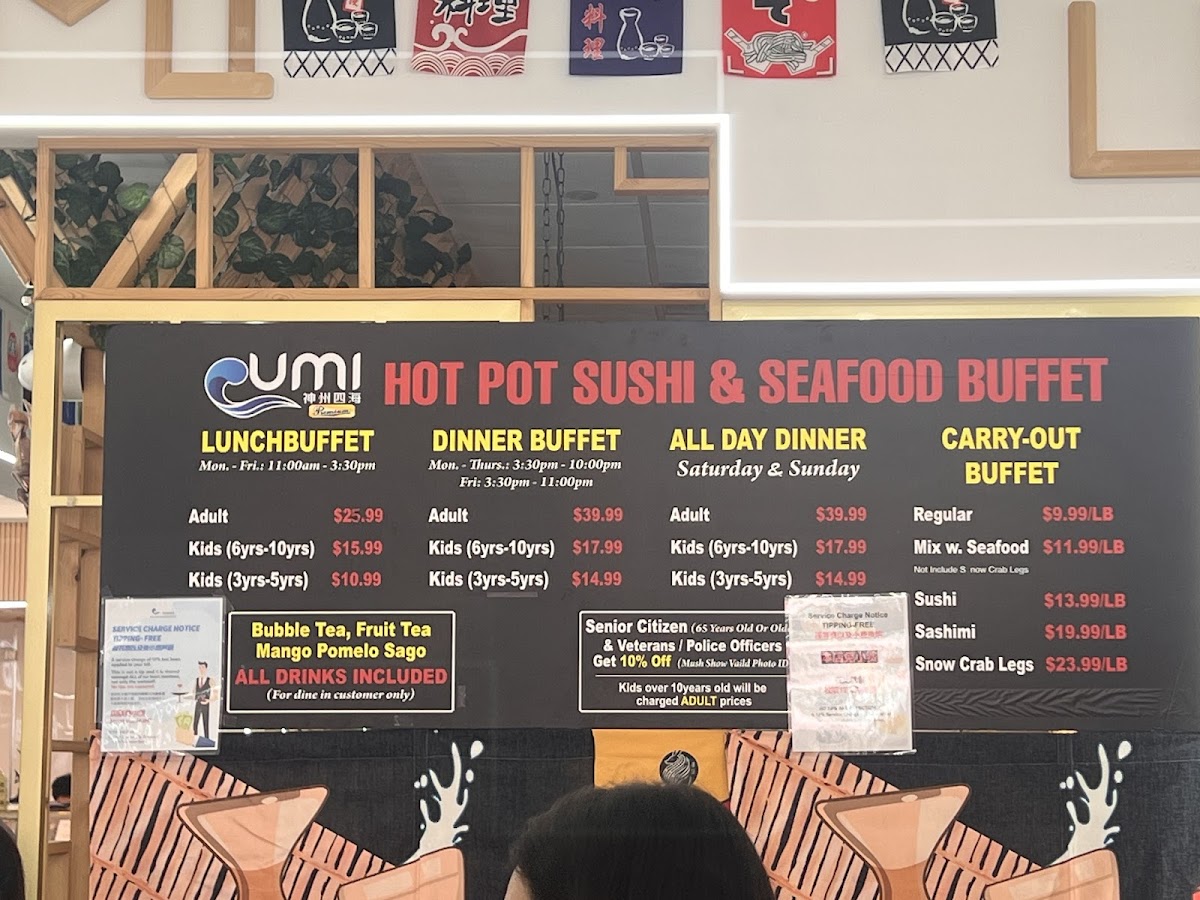 料理
料
理
UMI
神州四海
Premium
HOT POT SUSHI & SEAFOOD BUFFET
LUNCHBUFFET
Mon. - Fri.: 11:00am - 3:30pm
Adult $25.99
Kids (6yrs-10yrs) $15.99
Kids (3yrs-5yrs) $10.99
DINNER BUFFET
Mon. - Thurs.: 3:30pm - 10:00pm
Fri: 3:30pm - 11:00pm
Adult $39.99
Kids (6yrs-10yrs) $17.99
Kids (3yrs-5yrs) $14.99
ALL DAY DINNER
Saturday & Sunday
Adult $39.99
Kids (6yrs-10yrs) $17.99
Kids (3yrs-5yrs) $14.99
CARRY-OUT
BUFFET
Regular $9.99/LB
Mix w. Seafood $11.99/LB
Not Include S now Crab Legs
Sushi $13.99/LB
Sashimi $19.99/LB
Snow Crab Legs $23.99/LB
SERVICE CHARGE NOTICE
TIPPING- FREE
Bubble Tea, Fruit Tea
Mango Pomelo Sago
ALL DRINKS INCLUDED
(For dine in customer only)
Senior Citizen (65 Years Old Or Old
& Veterans / Police Officers
Get 10% Off (Mush Show Vaild Photo ID
Kids over 10years old will be
charged ADULT prices
Service Charge Notice
TIPPING-FREE